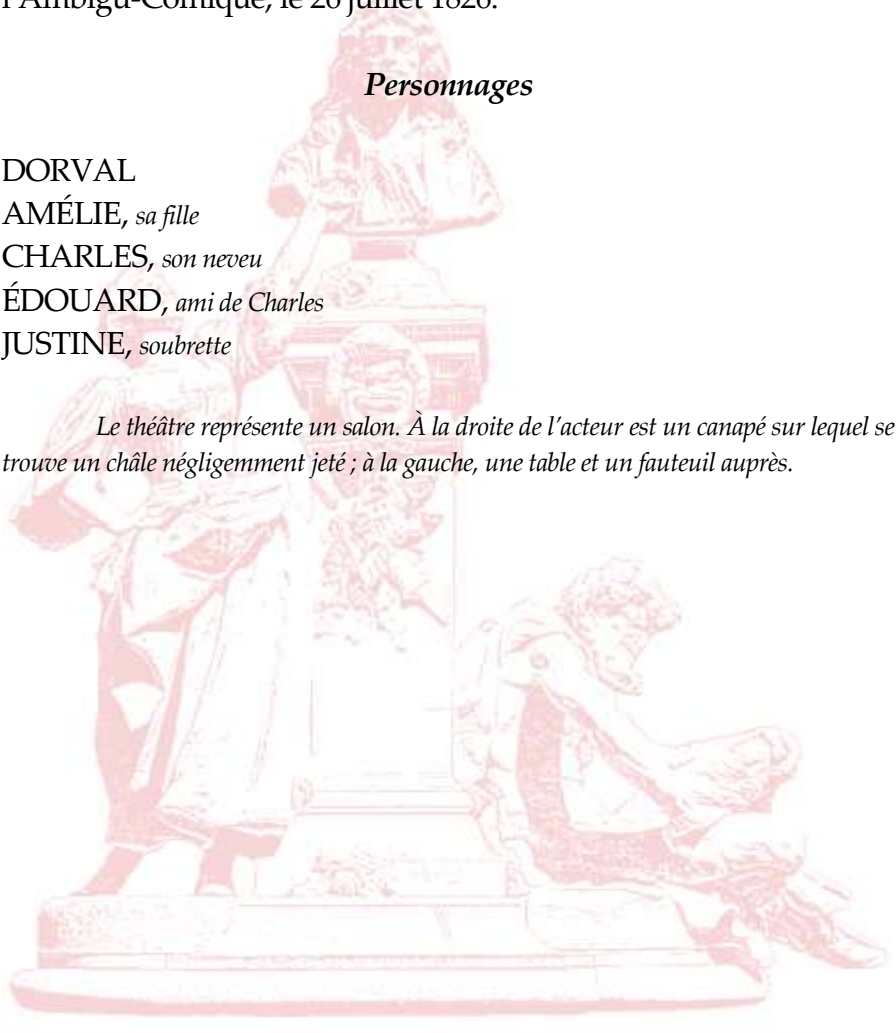 l'Ambigu-Comique, le 26 juillet 1826.
Personnages
DORVAL
AMÉLIE, sa fille
CHARLES, son neveu
ÉDOUARD, ami de Charles
JUSTINE, soubrette
Le théâtre représente un salon. À la droite de l'acteur est un canapé sur lequel se
trouve un châle négligemment jeté ; à la gauche, une table et un fauteuil auprès.